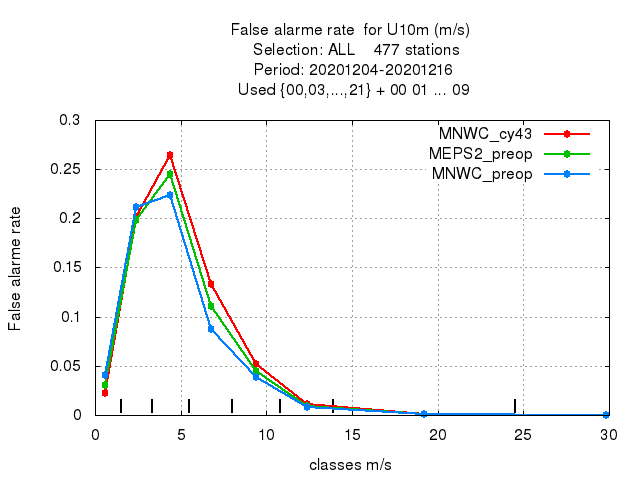 False alarme rate  for U10m (m/s)
Selection: ALL    477 stations
Period: 20201204-20201216
Used {00,03,...,21} + 00 01 ... 09
MNWC_cy43
MEPS2_preop
MNWC_preop
False alarme rate
0.3
0.25
0.2
0.15
0.1
0.05
0
0 5 10 15 20 25 30
classes m/s